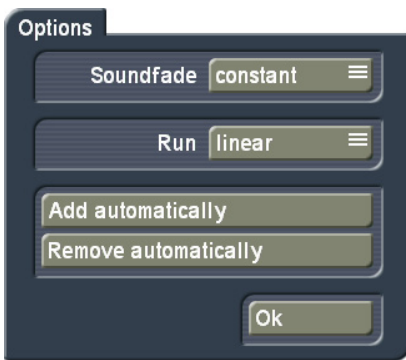 Options
Soundfade constant
Run linear
Add automatically
Remove automatically
Ok